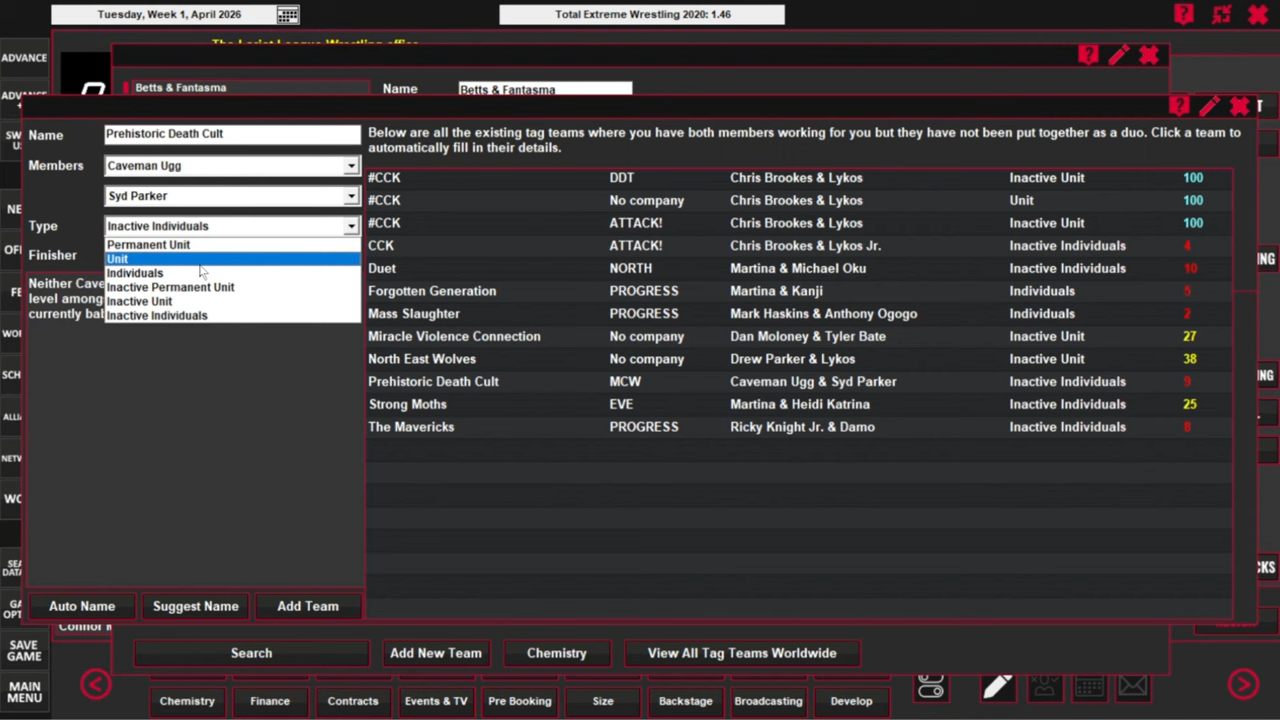 Tuesday, Week 1, April 2026
Total Extreme Wrestling 2020: 1.46
ADVANCE
Betts & Fantasma
Name
Betts & Fantasma
Name
Prehistoric Death Cult
Below are all the existing tag teams where you have both members working for you but they have not been put together as a duo. Click a team to
automatically fill in their details.
Members
Caveman Ugg
Syd Parker
Type
Inactive Individuals
Finisher
Permanent Unit
Unit
Individuals
Inactive Permanent Unit
Inactive Unit
Inactive Individuals
Neither Cave
level among
currently bal
#CCK DDT Chris Brookes & Lykos Inactive Unit 100
#CCK No company Chris Brookes & Lykos Unit 100
#CCK ATTACK! Chris Brookes & Lykos Inactive Unit 100
CCK ATTACK! Chris Brookes & Lykos Jr. Inactive Individuals 4
Duet NORTH Martina & Michael Oku Inactive Individuals 10
Forgotten Generation PROGRESS Martina & Kanji Individuals 5
Mass Slaughter PROGRESS Mark Haskins & Anthony Ogogo Individuals 2
Miracle Violence Connection No company Dan Moloney & Tyler Bate Inactive Unit 27
North East Wolves No company Drew Parker & Lykos Inactive Unit 38
Prehistoric Death Cult MCW Caveman Ugg & Syd Parker Inactive Individuals 9
Strong Moths EVE Martina & Heidi Katrina Inactive Individuals 25
The Mavericks PROGRESS Ricky Knight Jr. & Damo Inactive Individuals 8
Auto Name
Suggest Name
Add Team
Search
Add New Team
Chemistry
View All Tag Teams Worldwide
SAVE
GAME
MAIN
MENU
Chemistry
Finance
Contracts
Events & TV
Pre Booking
Size
Backstage
Broadcasting
Develop